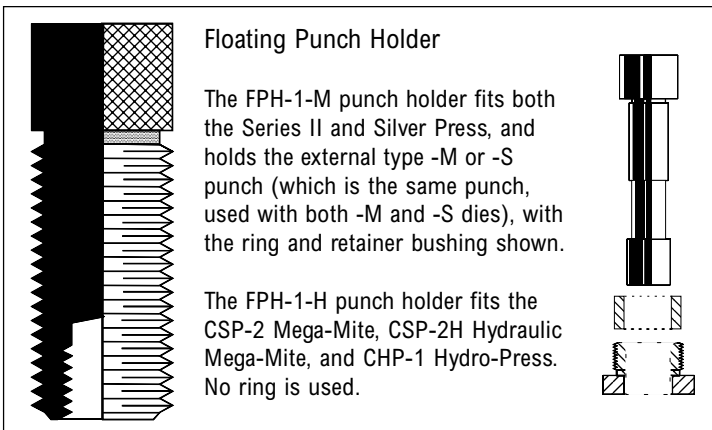 Floating Punch Holder
The FPH-1-M punch holder fits both
the Series II and Silver Press, and
holds the external type -M or -S
punch (which is the same punch,
used with both -M and -S dies), with
the ring and retainer bushing shown.
The FPH-1-H punch holder fits the
CSP-2 Mega-Mite, CSP-2H Hydraulic
Mega-Mite, and CHP-1 Hydro-Press.
No ring is used.